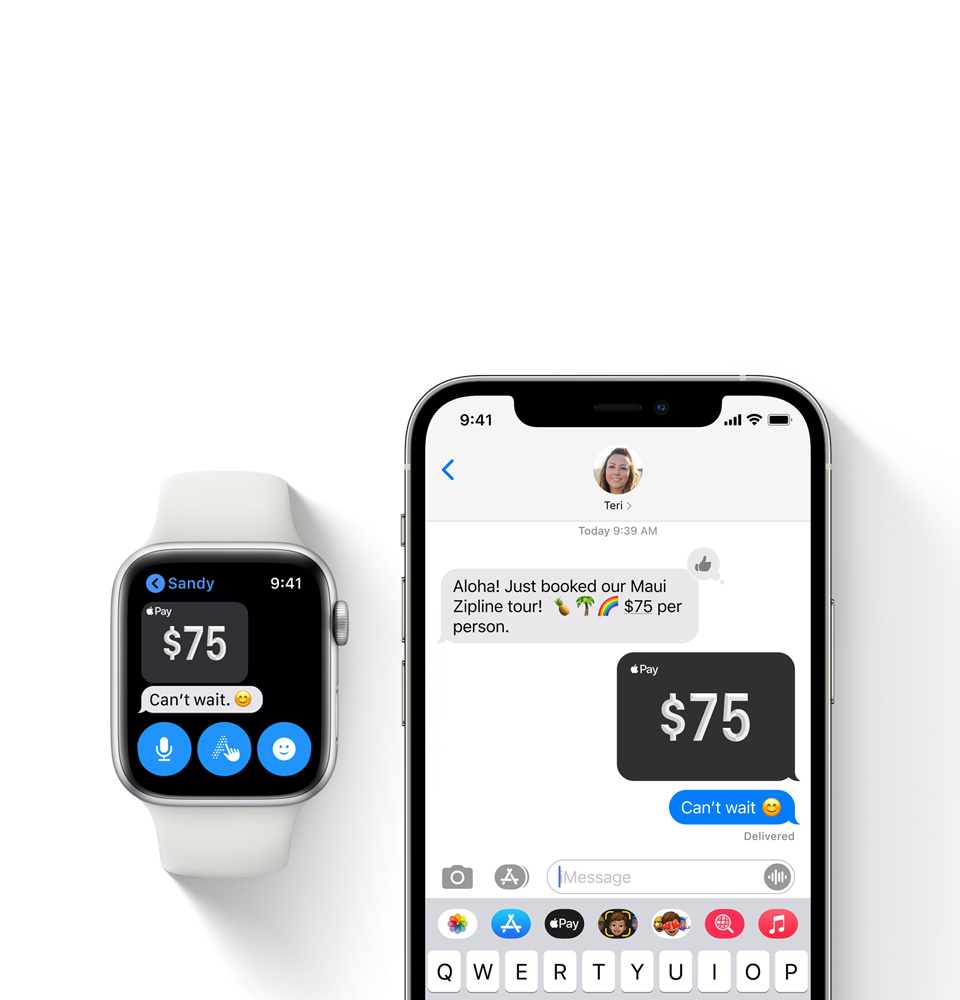 Sandy 9:41
Pay
$75
Can't wait. 😊
9:41
Teri
Today 9:39 AM
Aloha! Just booked our Maui
Zipline tour! 🍍🌴🌈 $75 per
person.
Pay
$75
Can't wait 😊
Delivered
iMessage
Pay
Q W E R T Y U I O P